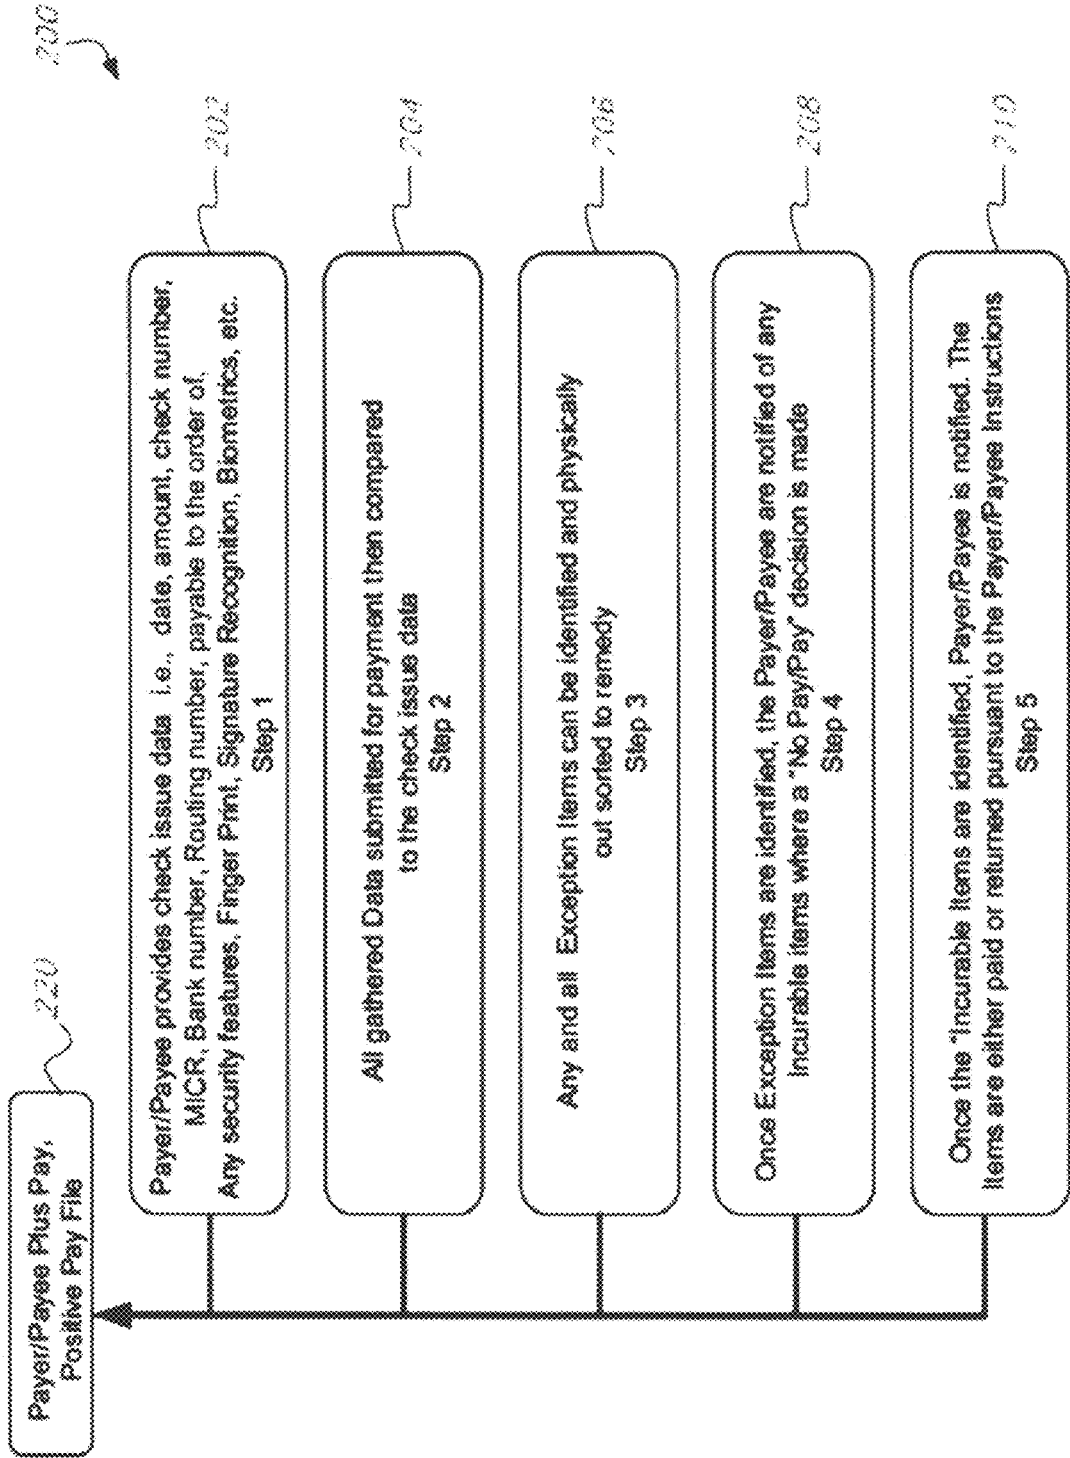 200
Payer/Payee Plus Pay,
Positive Pay File
220
Payer/Payee provides check issue data i.e., date, amount, check number,
MICR, Bank number, Routing number, payable to the order of,
Any security features, Finger Print, Signature Recognition, Biometrics, etc.
Step 1
202
All gathered Data submitted for payment then compared
to the check issue data
Step 2
204
Any and all Exception Items can be identified and physically
out sorted to remedy
Step 3
206
Once Exception Items are identified, the Payer/Payee are notified of any
Incurable items where a "No Pay/Pay" decision is made
Step 4
208
Once the "Incurable Items are identified, Payer/Payee is notified. The
Items are either paid or returned pursuant to the Payer/Payee Instructions
Step 5
210